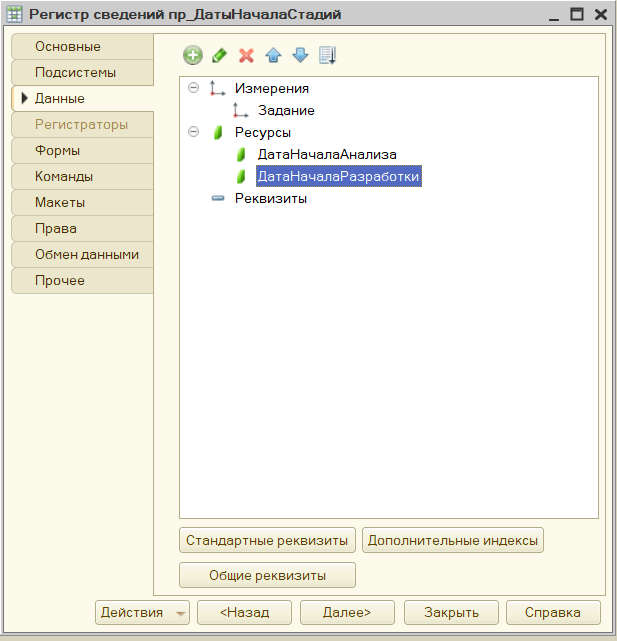 Регистр сведений пр_ДатыНачалаСтадий
Основные
Подсистемы
Данные
Регистраторы
Формы
Команды
Макеты
Права
Обмен данными
Прочее
Измерения
Задание
Ресурсы
ДатаНачалаАнализа
ДатаНачалаРазработки
Реквизиты
Стандартные реквизиты Дополнительные индексы
Общие реквизиты
Действия <Назад Далее> Закрыть Справка